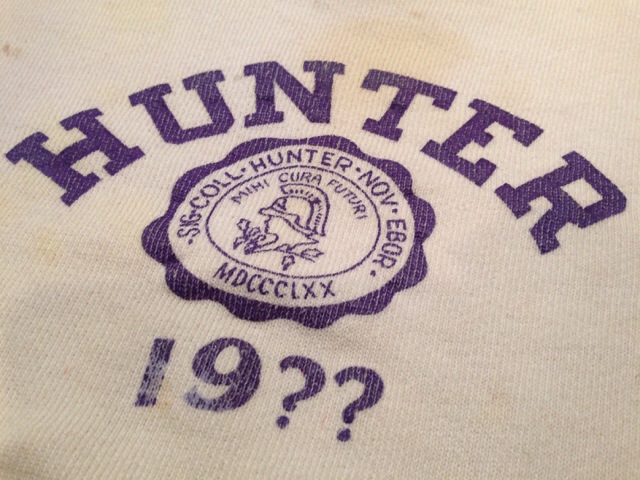 HUNTER
·SIG·COLL·HUNTER·NOV·EBOR·
MIHI CURA FUTURI
MDCCCLXX
19??